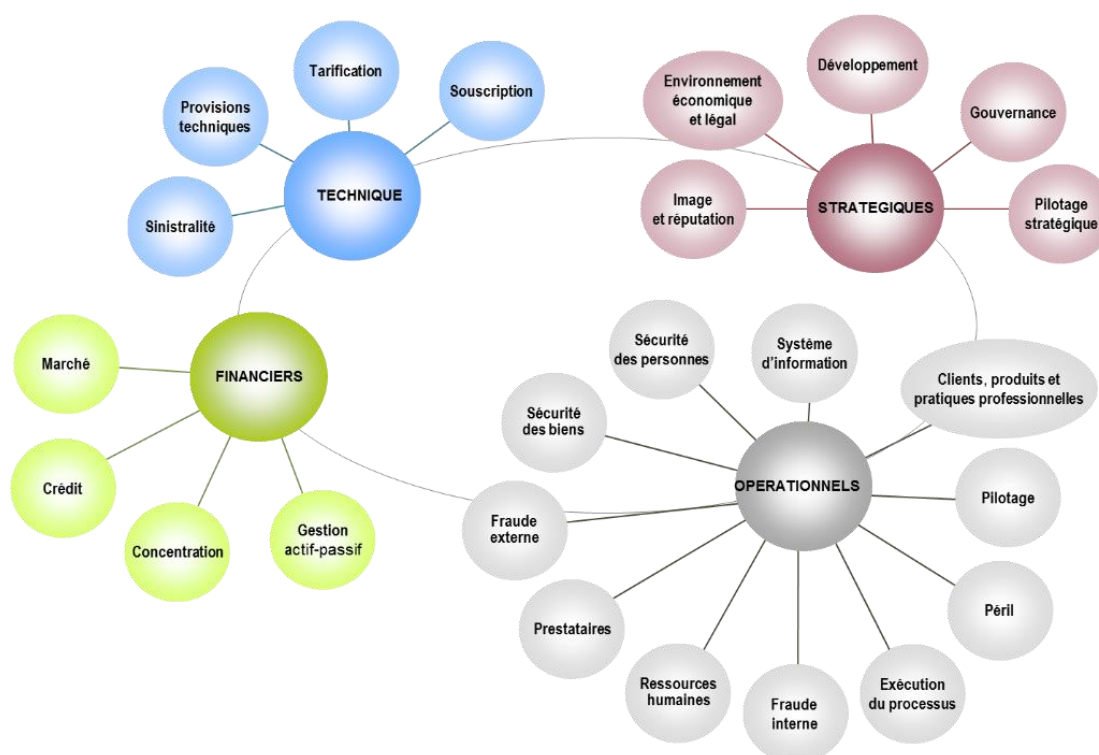 Tarification
Souscription
Provisions
techniques
TECHNIQUE
Sinistralité
Environnement
économique
et légal
Développement
Gouvernance
Image
et réputation
STRATEGIQUES
Pilotage
stratégique
Marché
FINANCIERS
Crédit
Concentration
Gestion
actif-passif
Sécurité
des personnes
Système
d'information
Clients, produits et
pratiques professionnelles
Sécurité
des biens
OPERATIONNELS
Pilotage
Fraude
externe
Péril
Prestataires
Ressources
humaines
Fraude
interne
Exécution
du processus